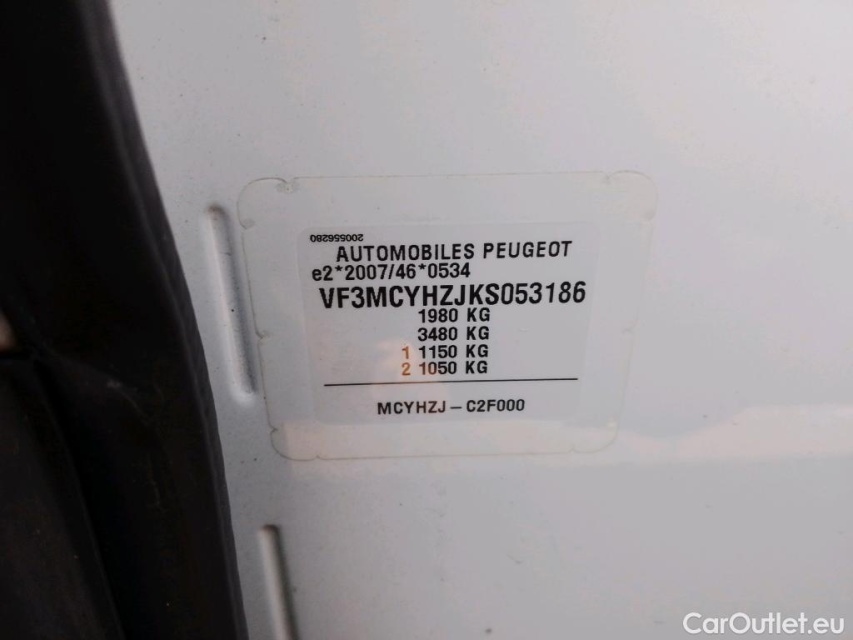 200556280
AUTOMOBILES PEUGEOT
e2*2007/46*0534
VF3MCYHZJKS053186
1980 KG
3480 KG
1 1150 KG
2 1050 KG
MCYHZJ – C2F000
CarOutlet.eu